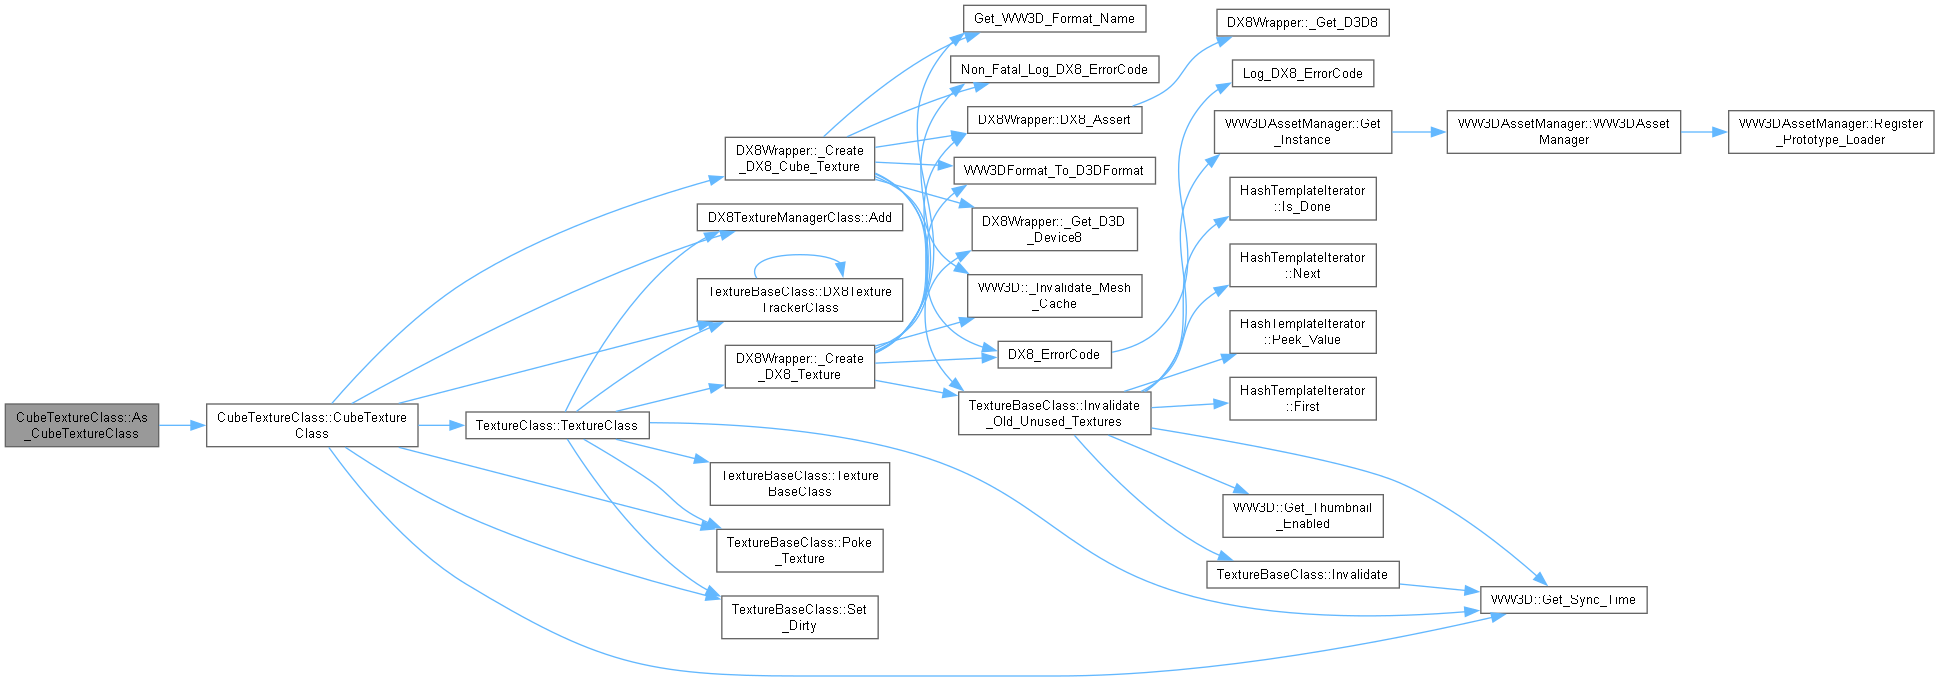 CubeTextureClass::As
_CubeTextureClass
CubeTextureClass::CubeTexture
Class
DX8Wrapper::_Create
_DX8_Cube_Texture
DX8TextureManagerClass::Add
TextureBaseClass::DX8Texture
TrackerClass
DX8Wrapper::_Create
_DX8_Texture
TextureClass::TextureClass
TextureBaseClass::Texture
BaseClass
TextureBaseClass::Poke
_Texture
TextureBaseClass::Set
_Dirty
Get_WW3D_Format_Name
Non_Fatal_Log_DX8_ErrorCode
DX8Wrapper::DX8_Assert
WW3DFormat_To_D3DFormat
DX8Wrapper::_Get_D3D
_Device8
WW3D::_Invalidate_Mesh
_Cache
DX8_ErrorCode
TextureBaseClass::Invalidate
_Old_Unused_Textures
DX8Wrapper::_Get_D3D8
Log_DX8_ErrorCode
WW3DAssetManager::Get
_Instance
HashTemplateIterator
::Is_Done
HashTemplateIterator
::Next
HashTemplateIterator
::Peek_Value
HashTemplateIterator
::First
WW3D::Get_Thumbnail
_Enabled
TextureBaseClass::Invalidate
WW3DAssetManager::WW3DAsset
Manager
WW3D::Get_Sync_Time
WW3DAssetManager::Register
_Prototype_Loader